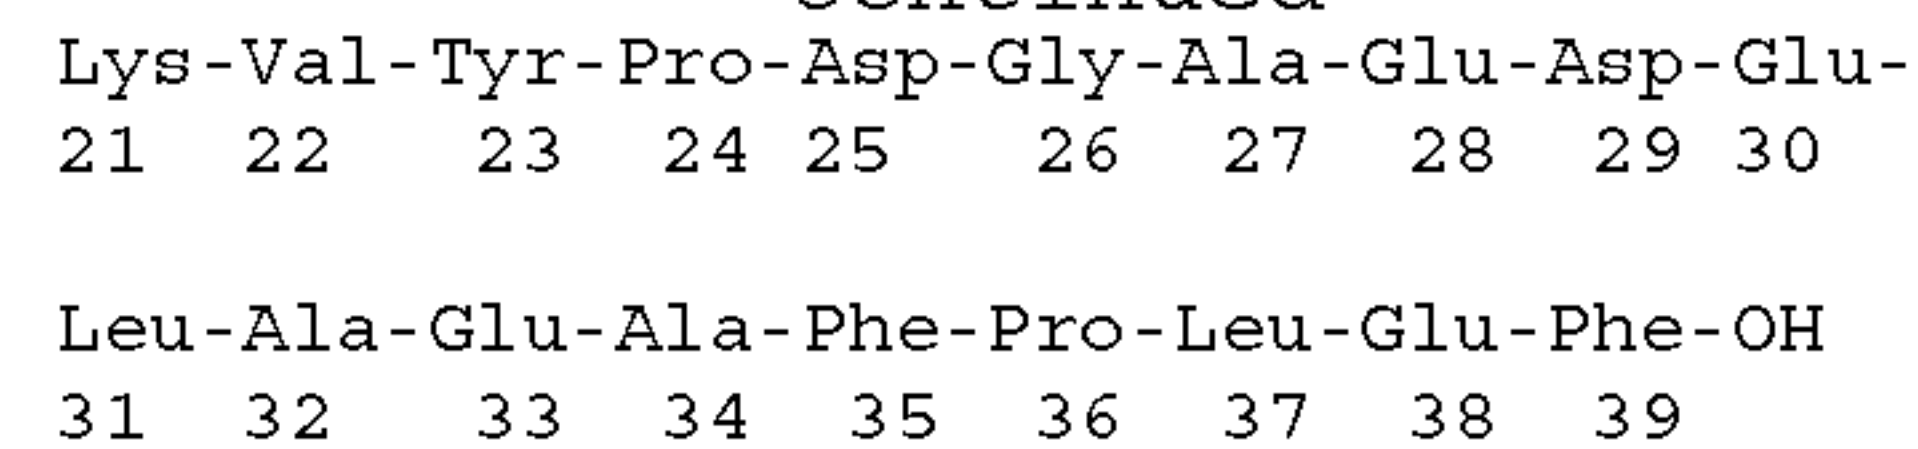 Lys-Val-Tyr-Pro-Asp-Gly-Ala-Glu-Asp-Glu-
21 22 23 24 25 26 27 28 29 30
Leu-Ala-Glu-Ala-Phe-Pro-Leu-Glu-Phe-OH
31 32 33 34 35 36 37 38 39